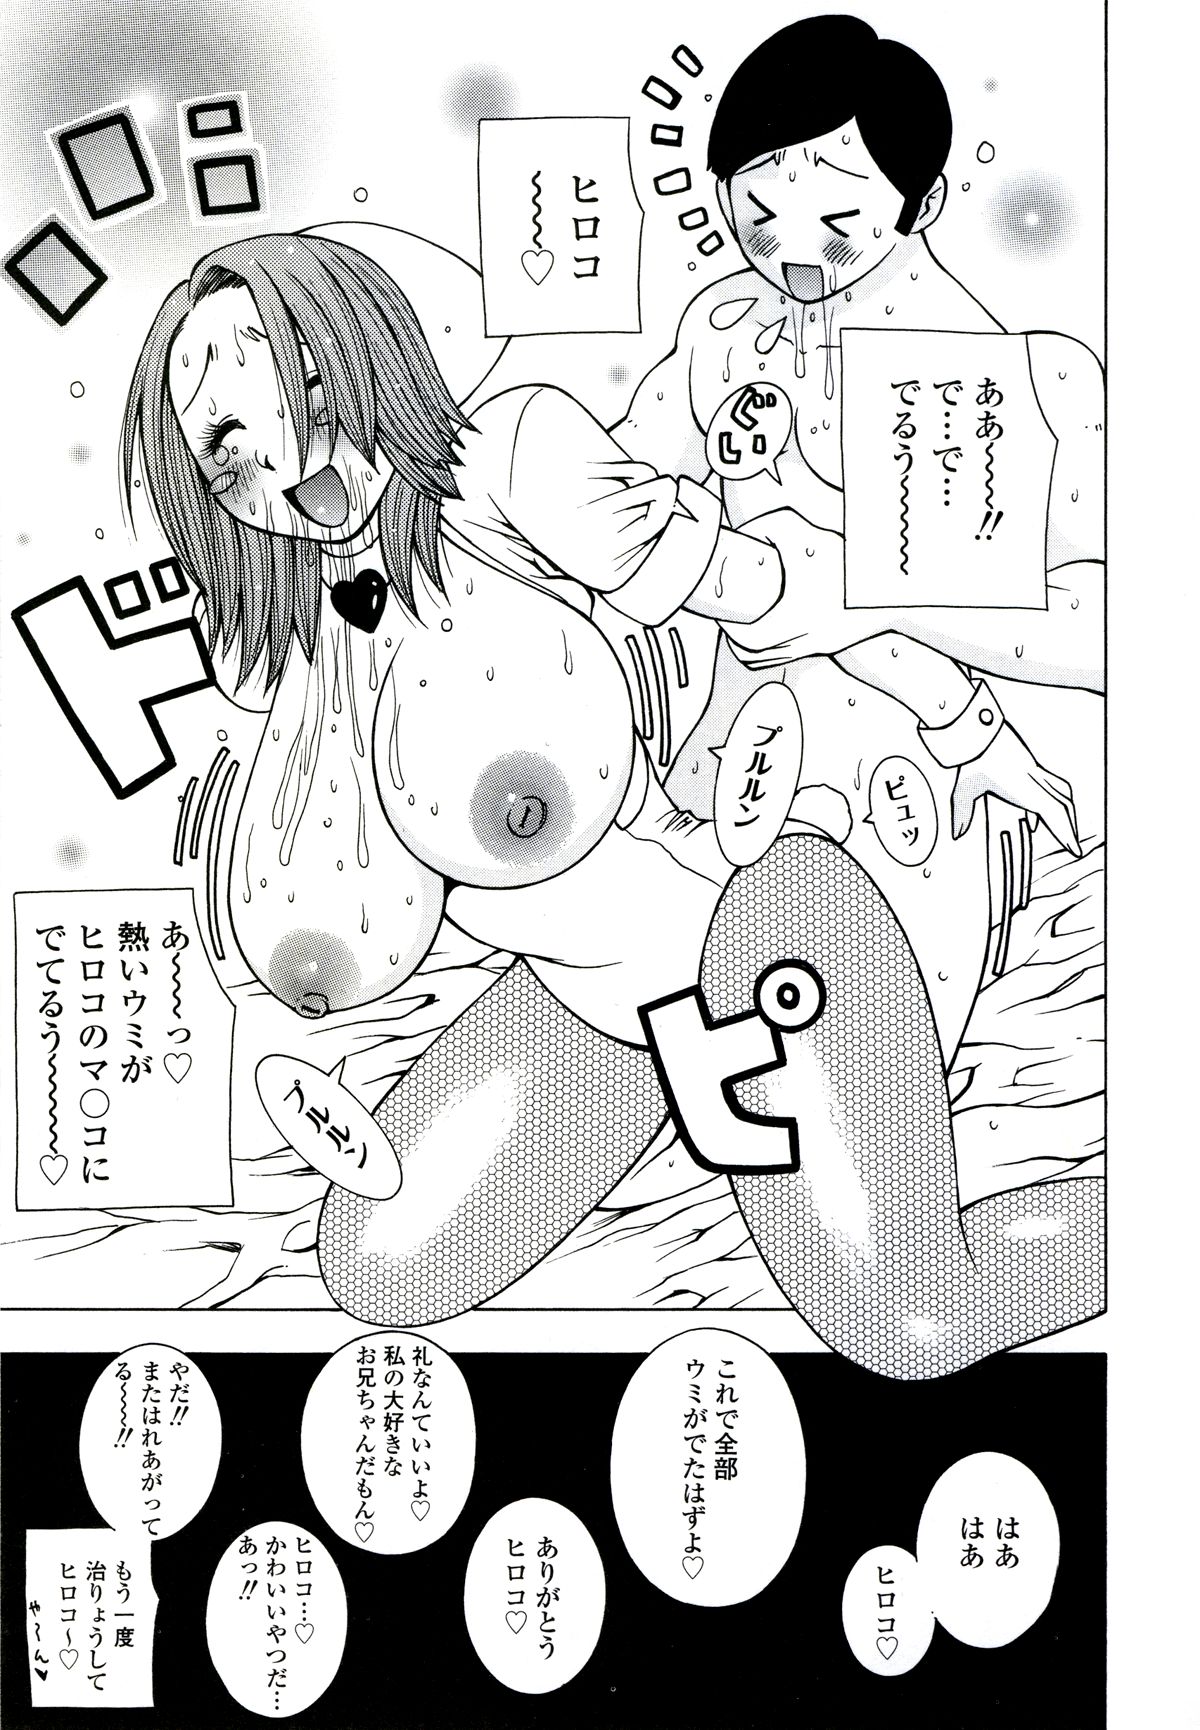 ああ〜〜〜!!
で…で…
でるう〜〜〜〜
ヒロコ
〜〜〜♡
ぐいっ
プルルン
ピュッ
ドピ
あ〜〜っ♡
熱いウミが
ヒロコのマ○コに
でてるう〜〜〜〜♡
プルルン
はあ
はあ
ヒロコ♡
これで全部
ウミがでたはずよ♡
ありがとう
ヒロコ♡
礼なんていいよ♡
私の大好きな
お兄ちゃんだもん♡
ヒロコ…♡
かわいいやつだ…
あっ!!
やだ!!
またはれあがって
る〜〜!!
もう一度
治りょうして
ヒロコ〜♡
や〜ん♥